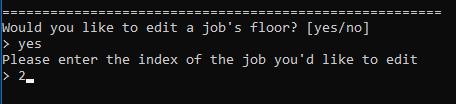 =======================================================
Would you like to edit a job's floor? [yes/no]
> yes
Please enter the index of the job you'd like to edit
> 2_